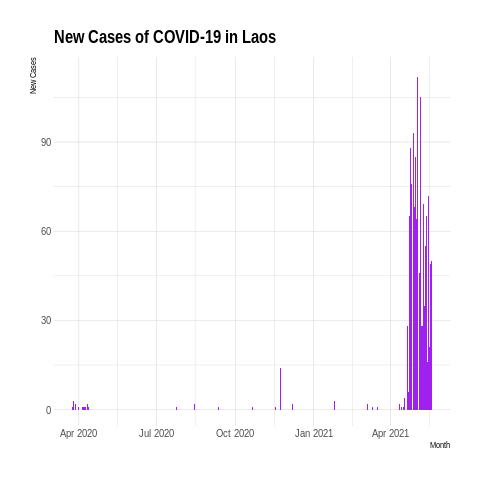 New Cases of COVID-19 in Laos
New Cases
90
60
30
0
Apr 2020
Jul 2020
Oct 2020
Jan 2021
Apr 2021
Month